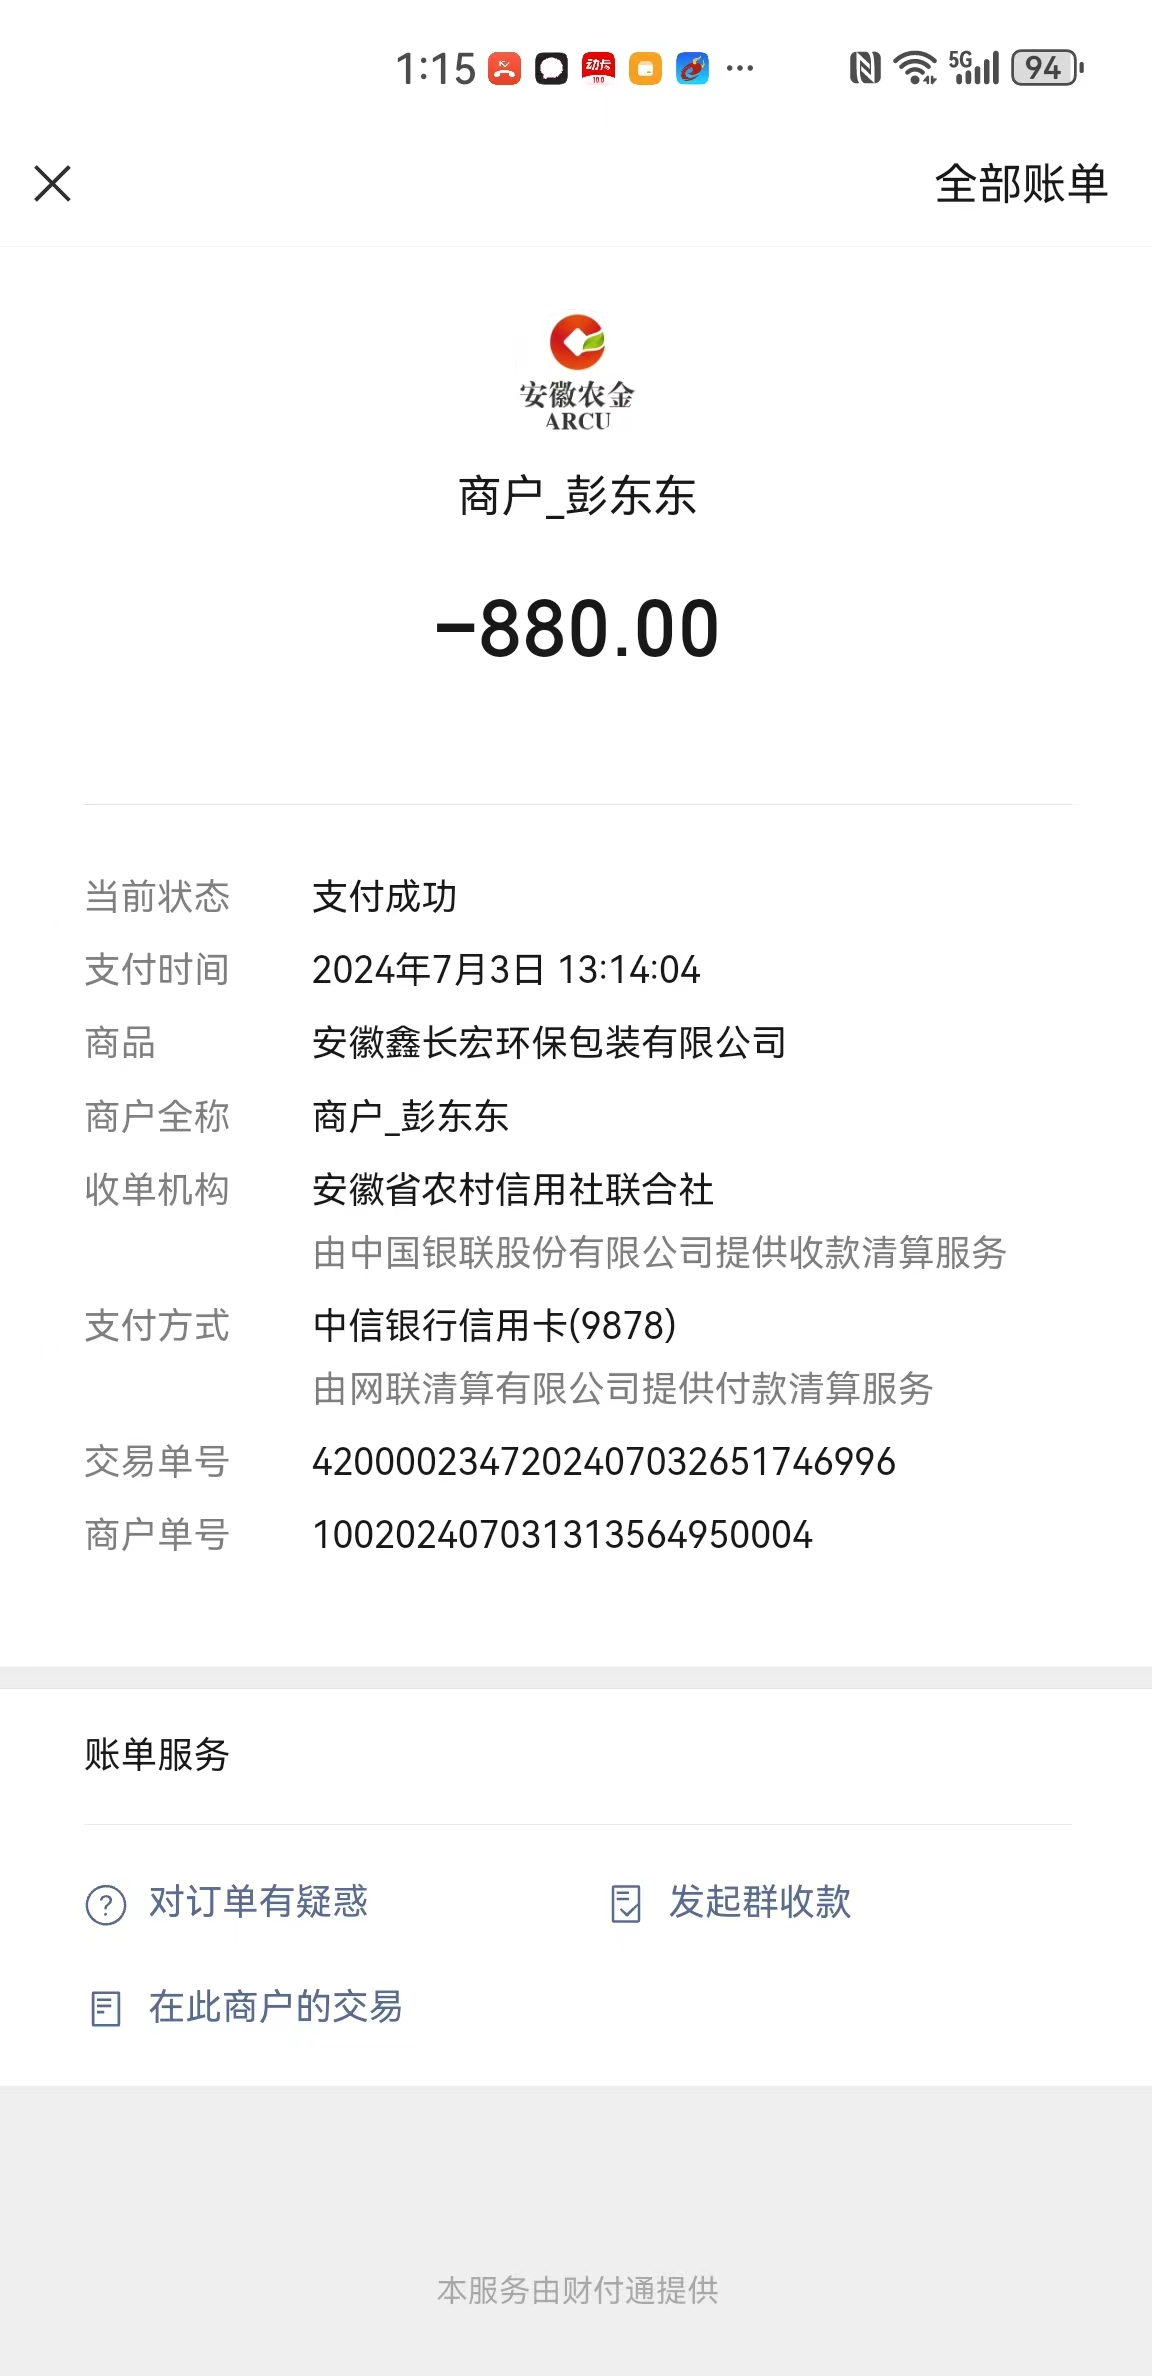 1:15
动卡
10.0
5G
94
全部账单
安徽农金
ARCU
商户_彭东东
-880.00
当前状态 支付成功
支付时间 2024年7月3日 13:14:04
商品 安徽鑫长宏环保包装有限公司
商户全称 商户_彭东东
收单机构 安徽省农村信用社联合社
由中国银联股份有限公司提供收款清算服务
支付方式 中信银行信用卡(9878)
由网联清算有限公司提供付款清算服务
交易单号 4200002347202407032651746996
商户单号 100202407031313564950004
账单服务
对订单有疑惑 发起群收款
在此商户的交易
本服务由财付通提供